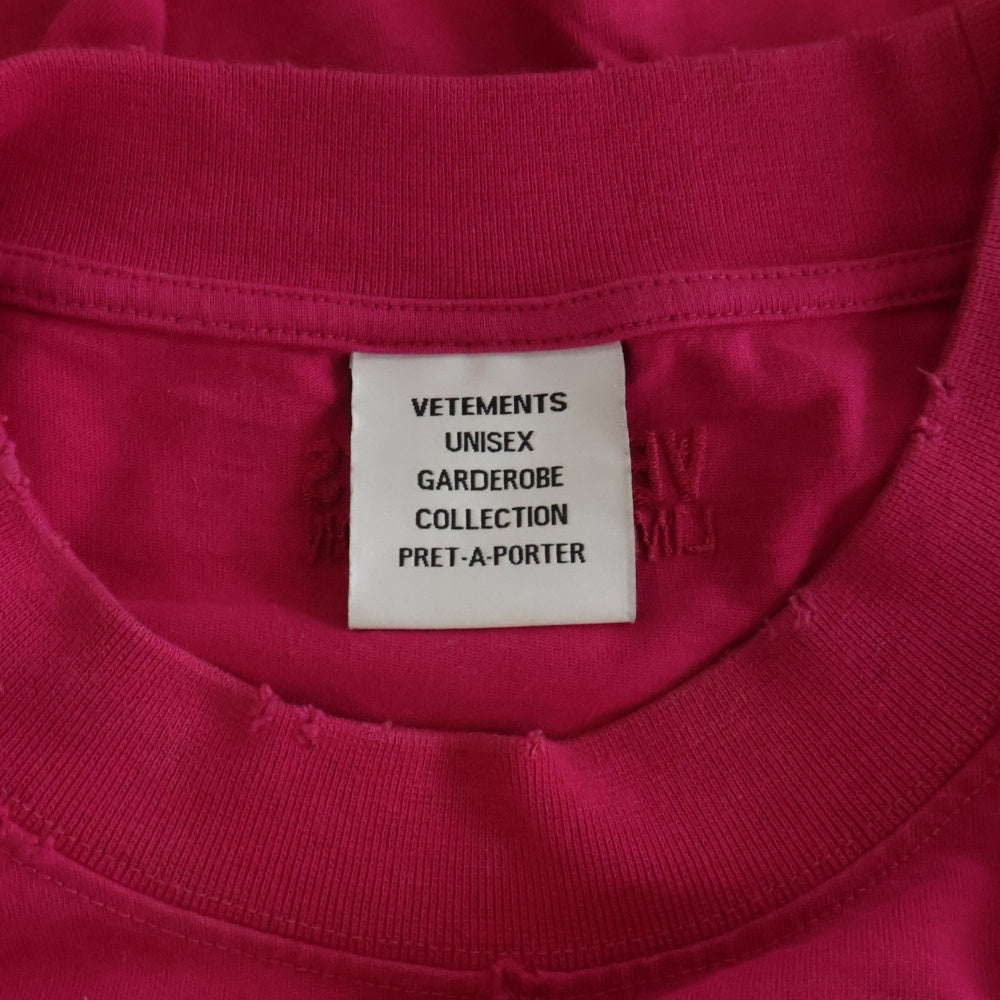 VETEMENTS
UNISEX
GARDEROBE
COLLECTION
PRET-A-PORTER